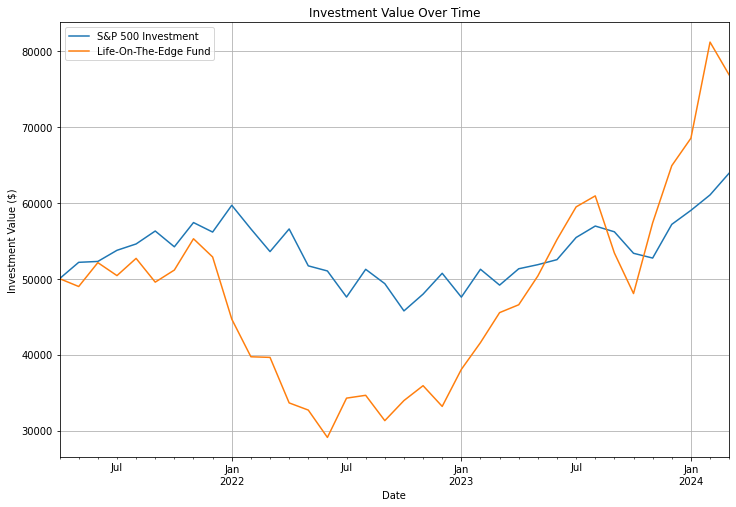 Investment Value Over Time
S&P 500 Investment
Life-On-The-Edge Fund
Investment Value ($)
80000
70000
60000
50000
40000
30000
Jul
Jan
2022
Jul
Jan
2023
Jul
Jan
2024
Date